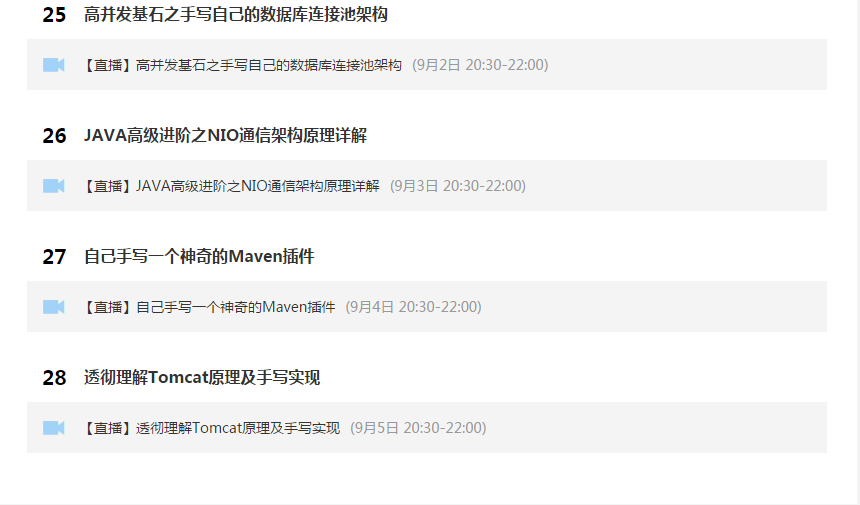 25 高并发基石之手写自己的数据库连接池架构
【直播】高并发基石之手写自己的数据库连接池架构 (9月2日 20:30-22:00)
26 JAVA高级进阶之NIO通信架构原理详解
【直播】JAVA高级进阶之NIO通信架构原理详解 (9月3日 20:30-22:00)
27 自己手写一个神奇的Maven插件
【直播】自己手写一个神奇的Maven插件 (9月4日 20:30-22:00)
28 透彻理解Tomcat原理及手写实现
【直播】透彻理解Tomcat原理及手写实现 (9月5日 20:30-22:00)